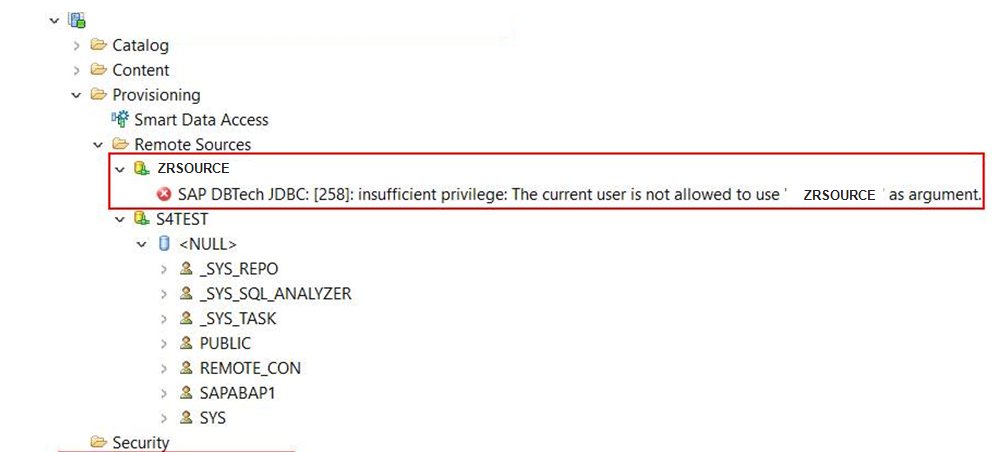 Catalog
Content
Provisioning
Smart Data Access
Remote Sources
ZRSOURCE
SAP DBTech JDBC: [258]: insufficient privilege: The current user is not allowed to use ' ZRSOURCE ' as argument.
S4TEST
<NULL>
_SYS_REPO
_SYS_SQL_ANALYZER
_SYS_TASK
PUBLIC
REMOTE_CON
SAPABAP1
SYS
Security